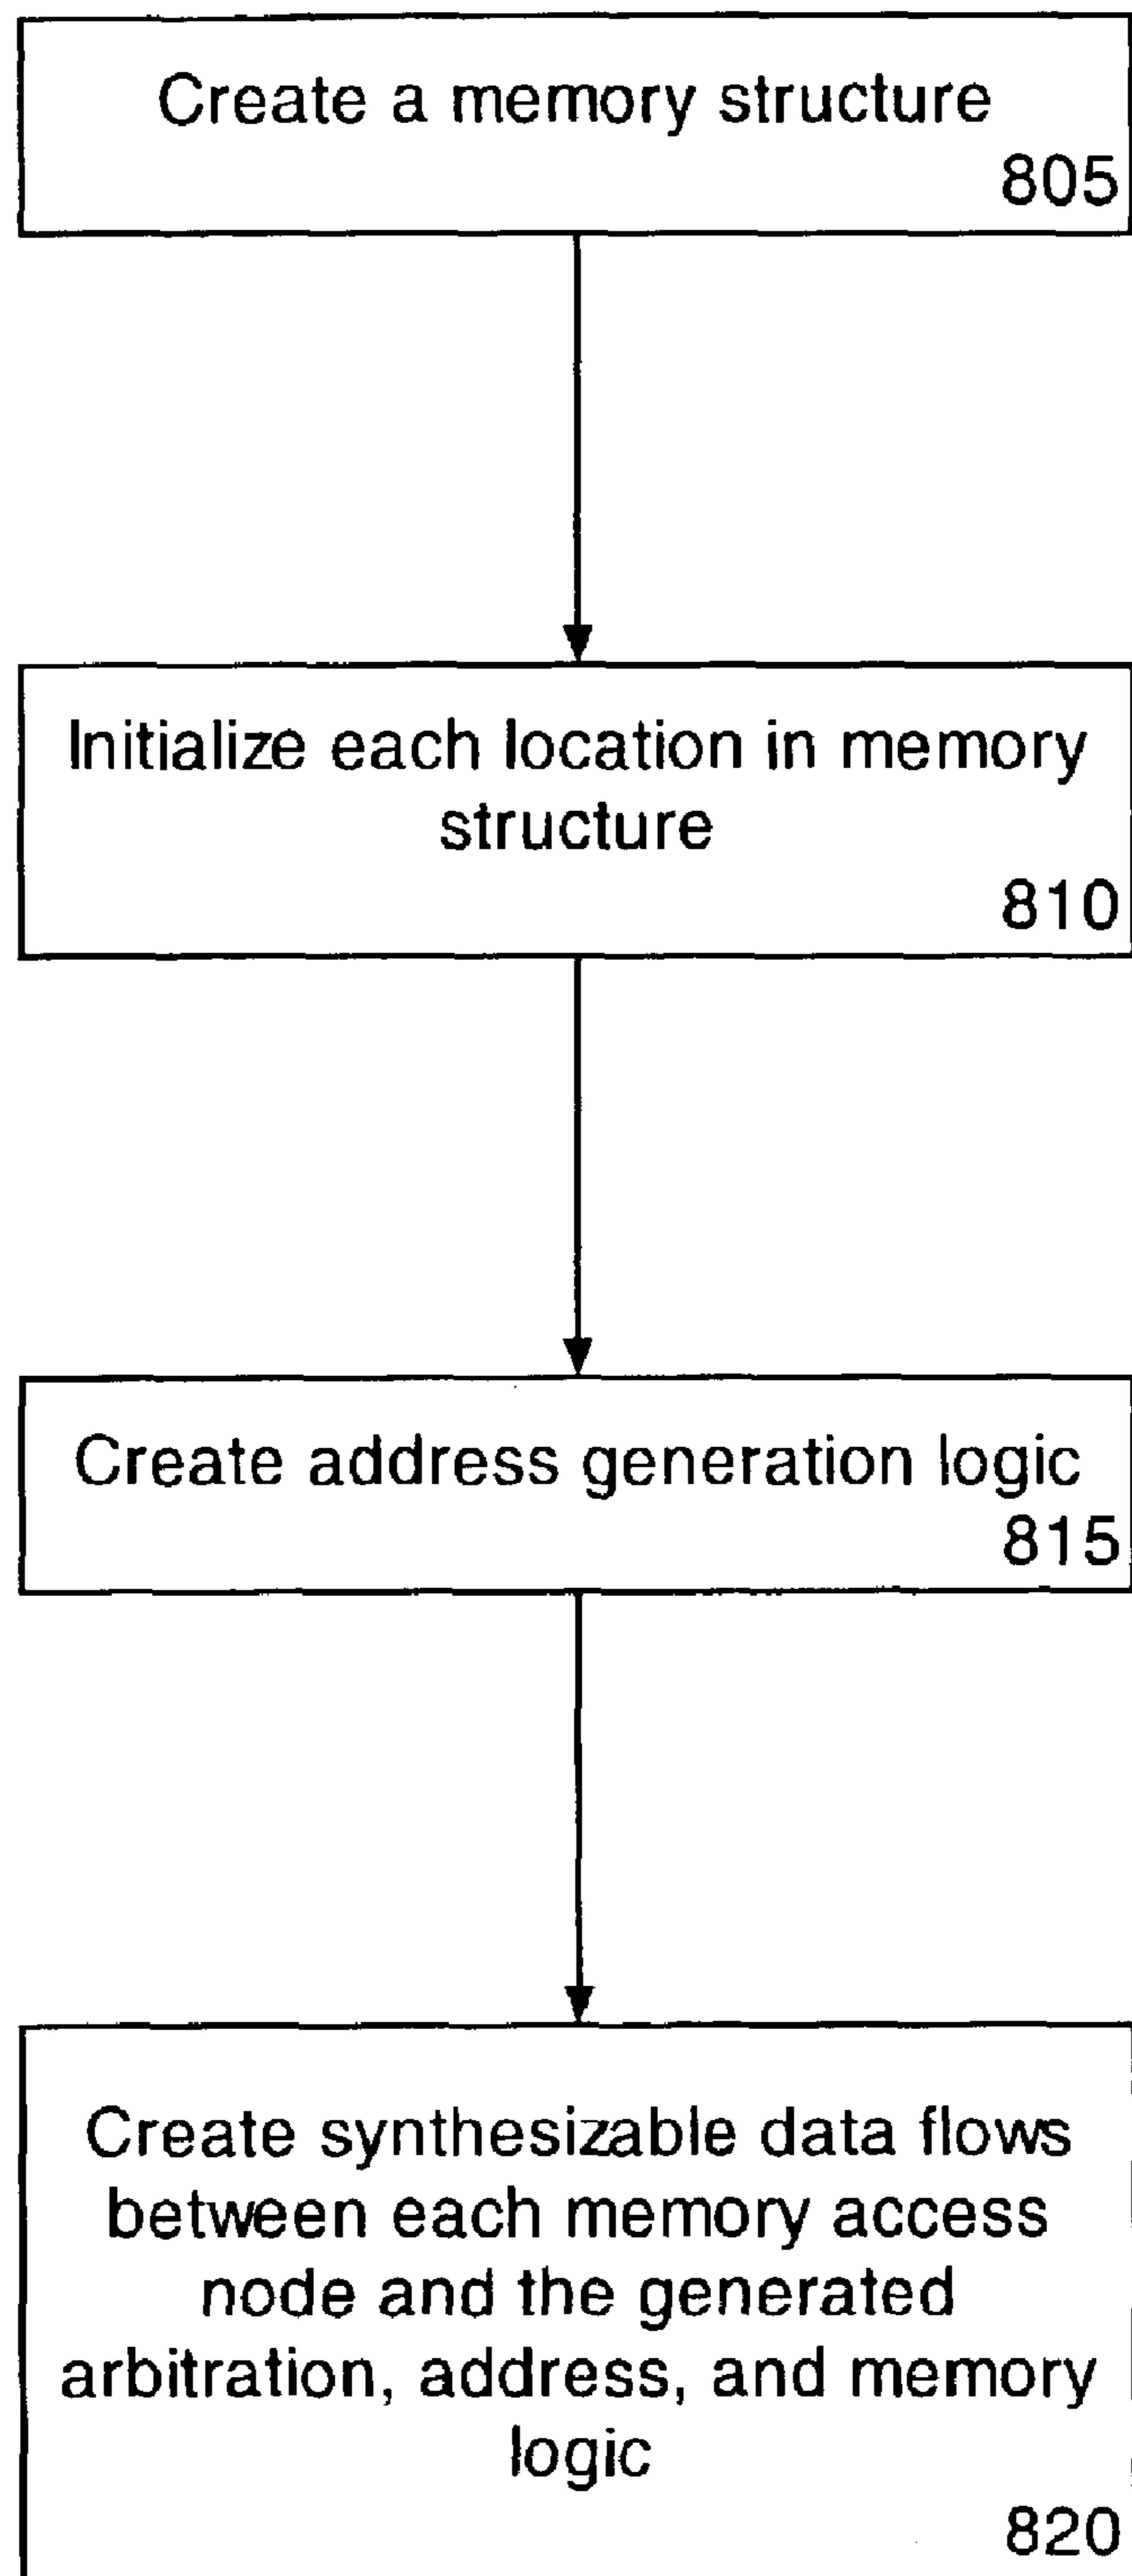 Create a memory structure
805
Initialize each location in memory
structure
810
Create address generation logic
815
Create synthesizable data flows
between each memory access
node and the generated
arbitration, address, and memory
logic
820